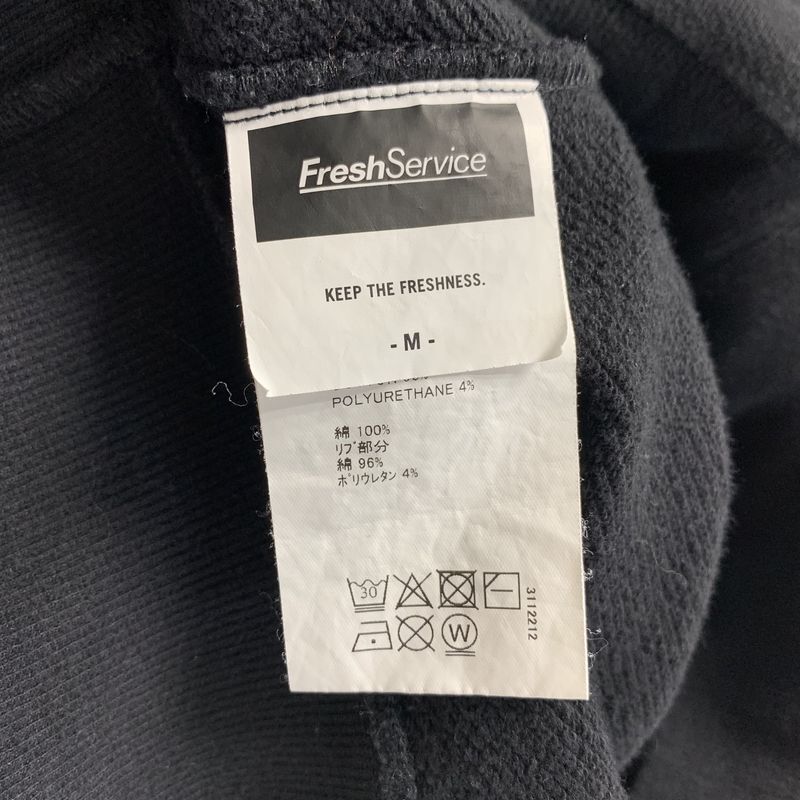 FreshService
KEEP THE FRESHNESS.
- M -
POLYURETHANE 4%
綿 100%
リブ部分
綿 96%
ポリウレタン 4%
30
W
3112212